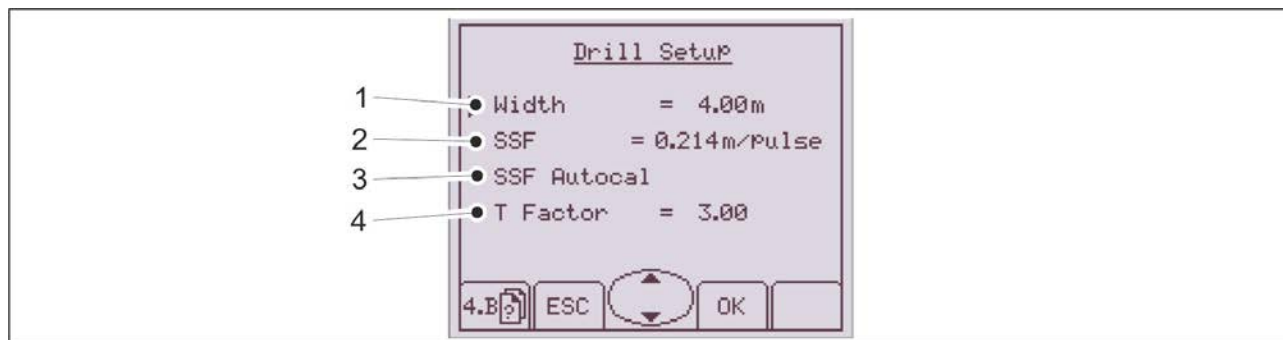 Drill Setup
1 Width = 4.00m
2 SSF = 0.214m/pulse
3 SSF Autocal
4 T Factor = 3.00
4.B ? ESC OK